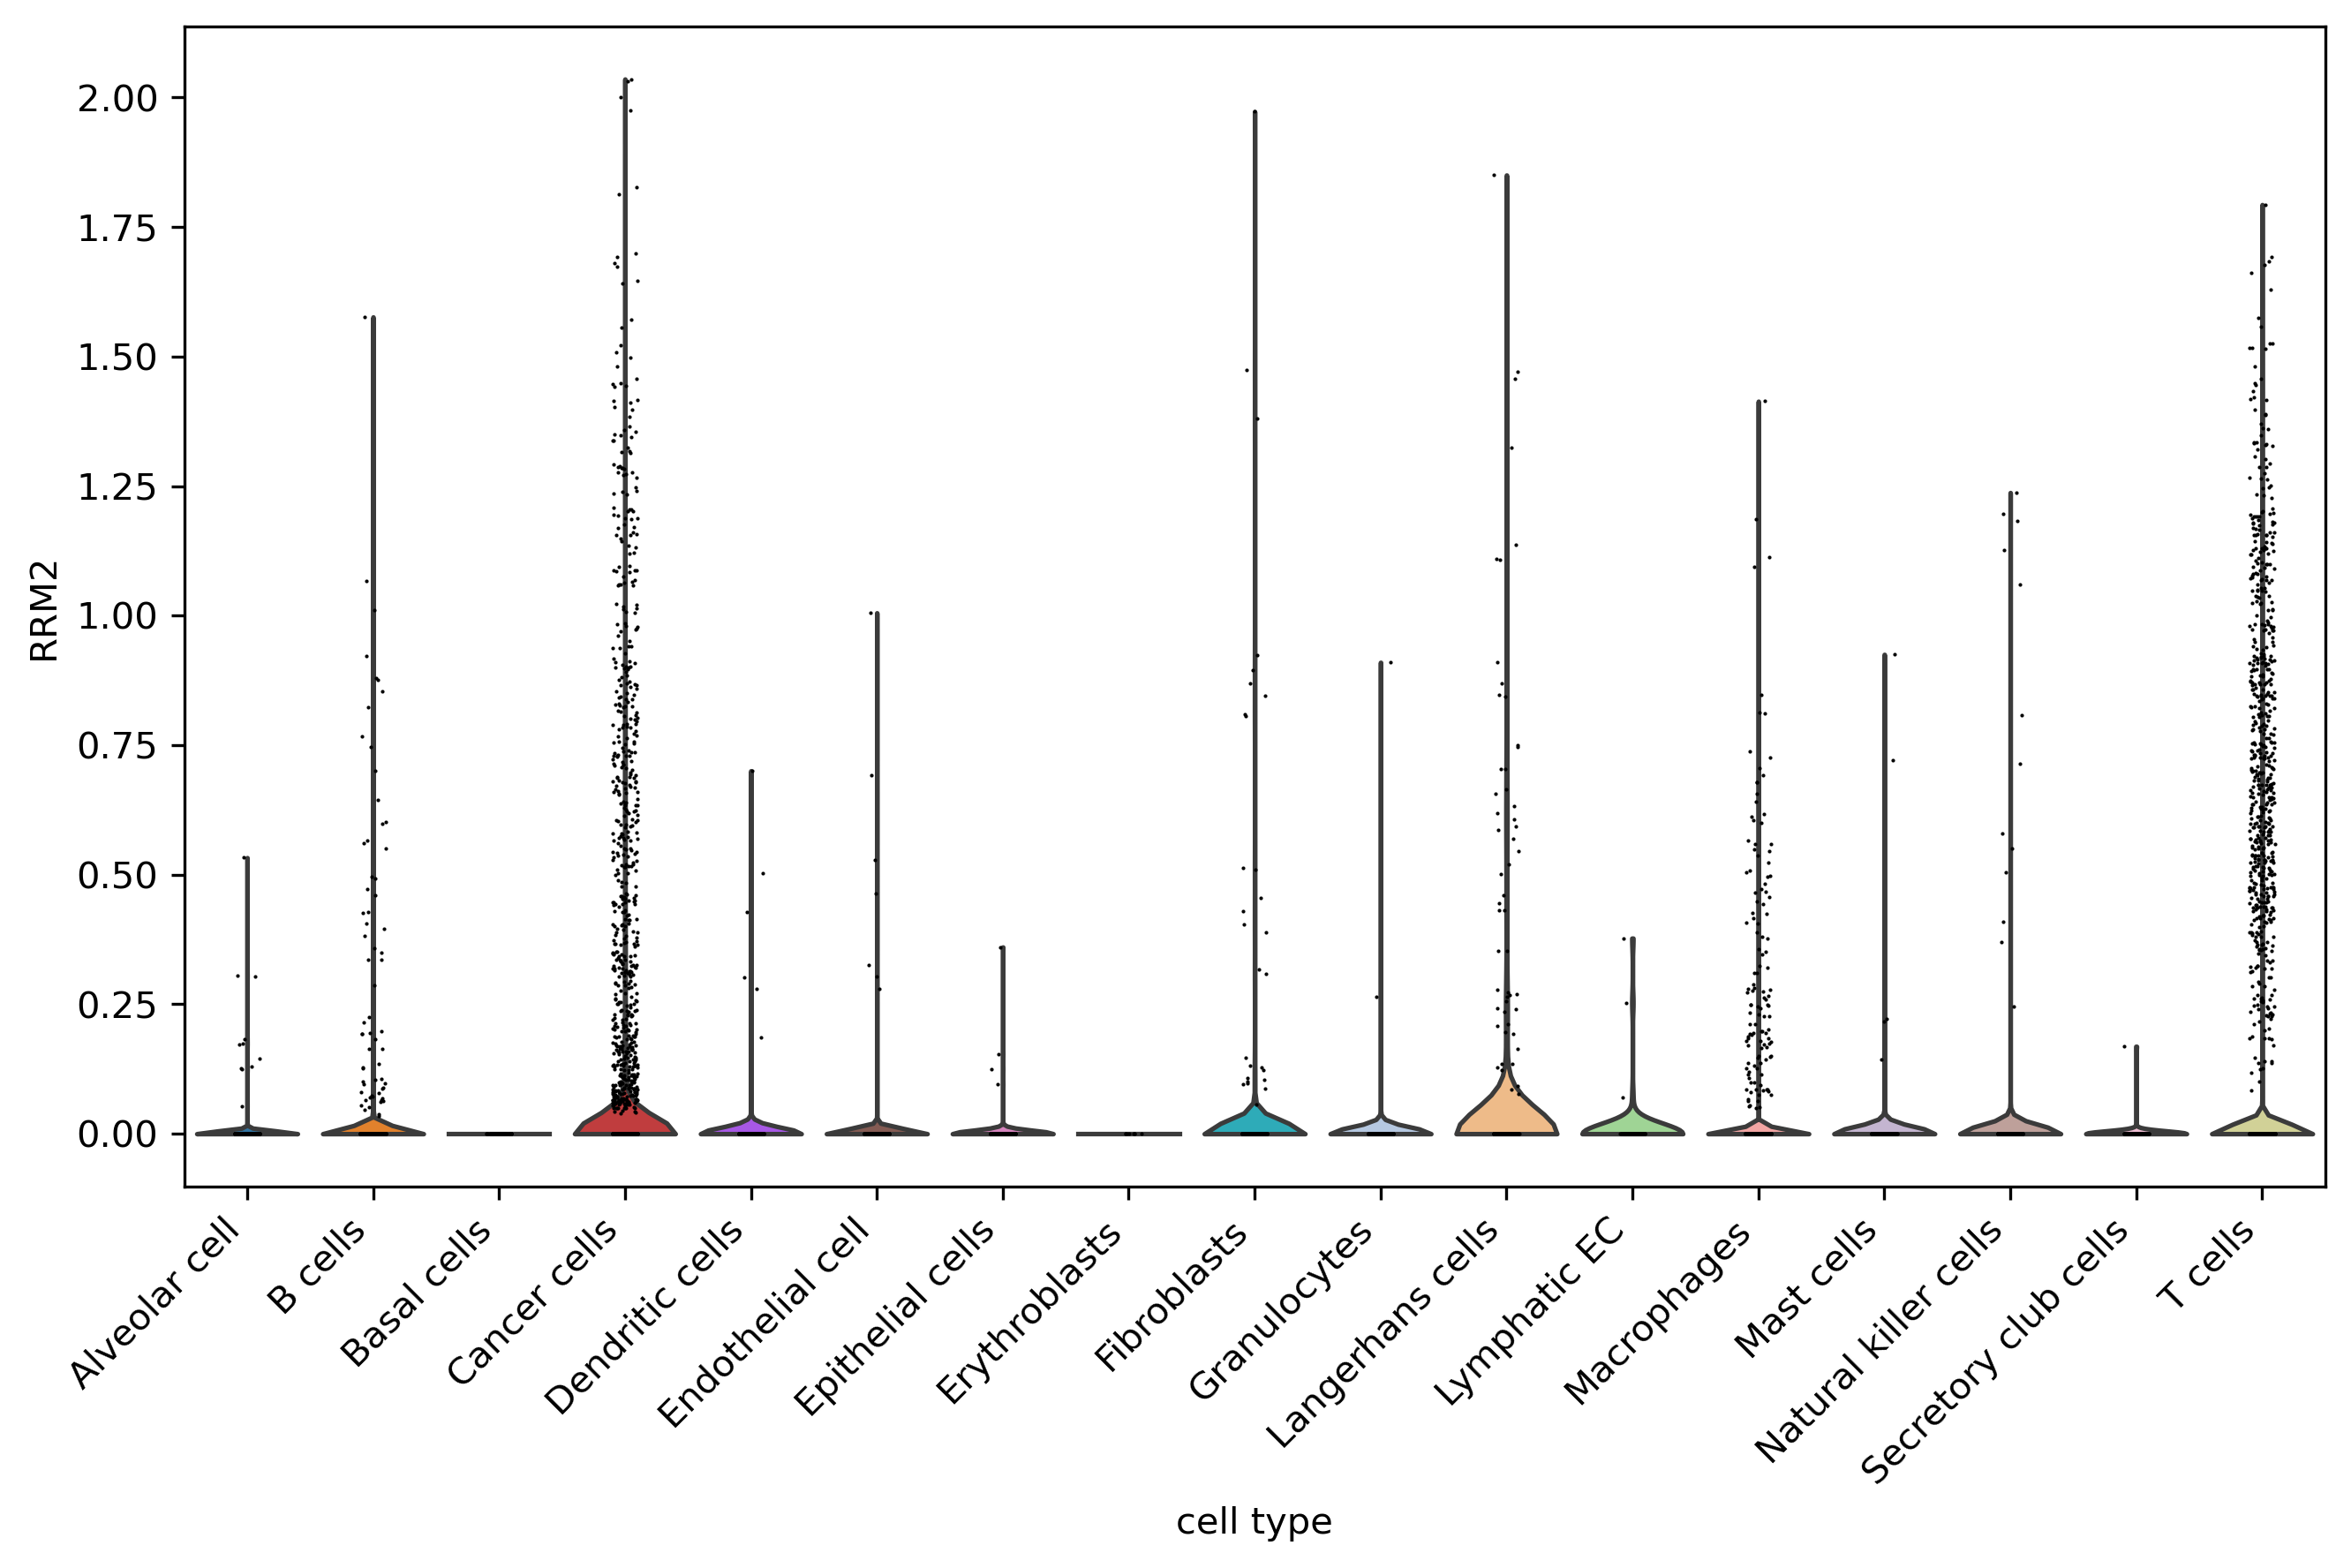 2.00
1.75
1.50
1.25
1.00
0.75
0.50
0.25
0.00
RRM2
Alveolar cell
B cells
Basal cells
Cancer cells
Dendritic cells
Endothelial cell
Epithelial cells
Erythroblasts
Fibroblasts
Granulocytes
Langerhans cells
Lymphatic EC
Macrophages
Mast cells
Natural killer cells
Secretory club cells
T cells
cell type